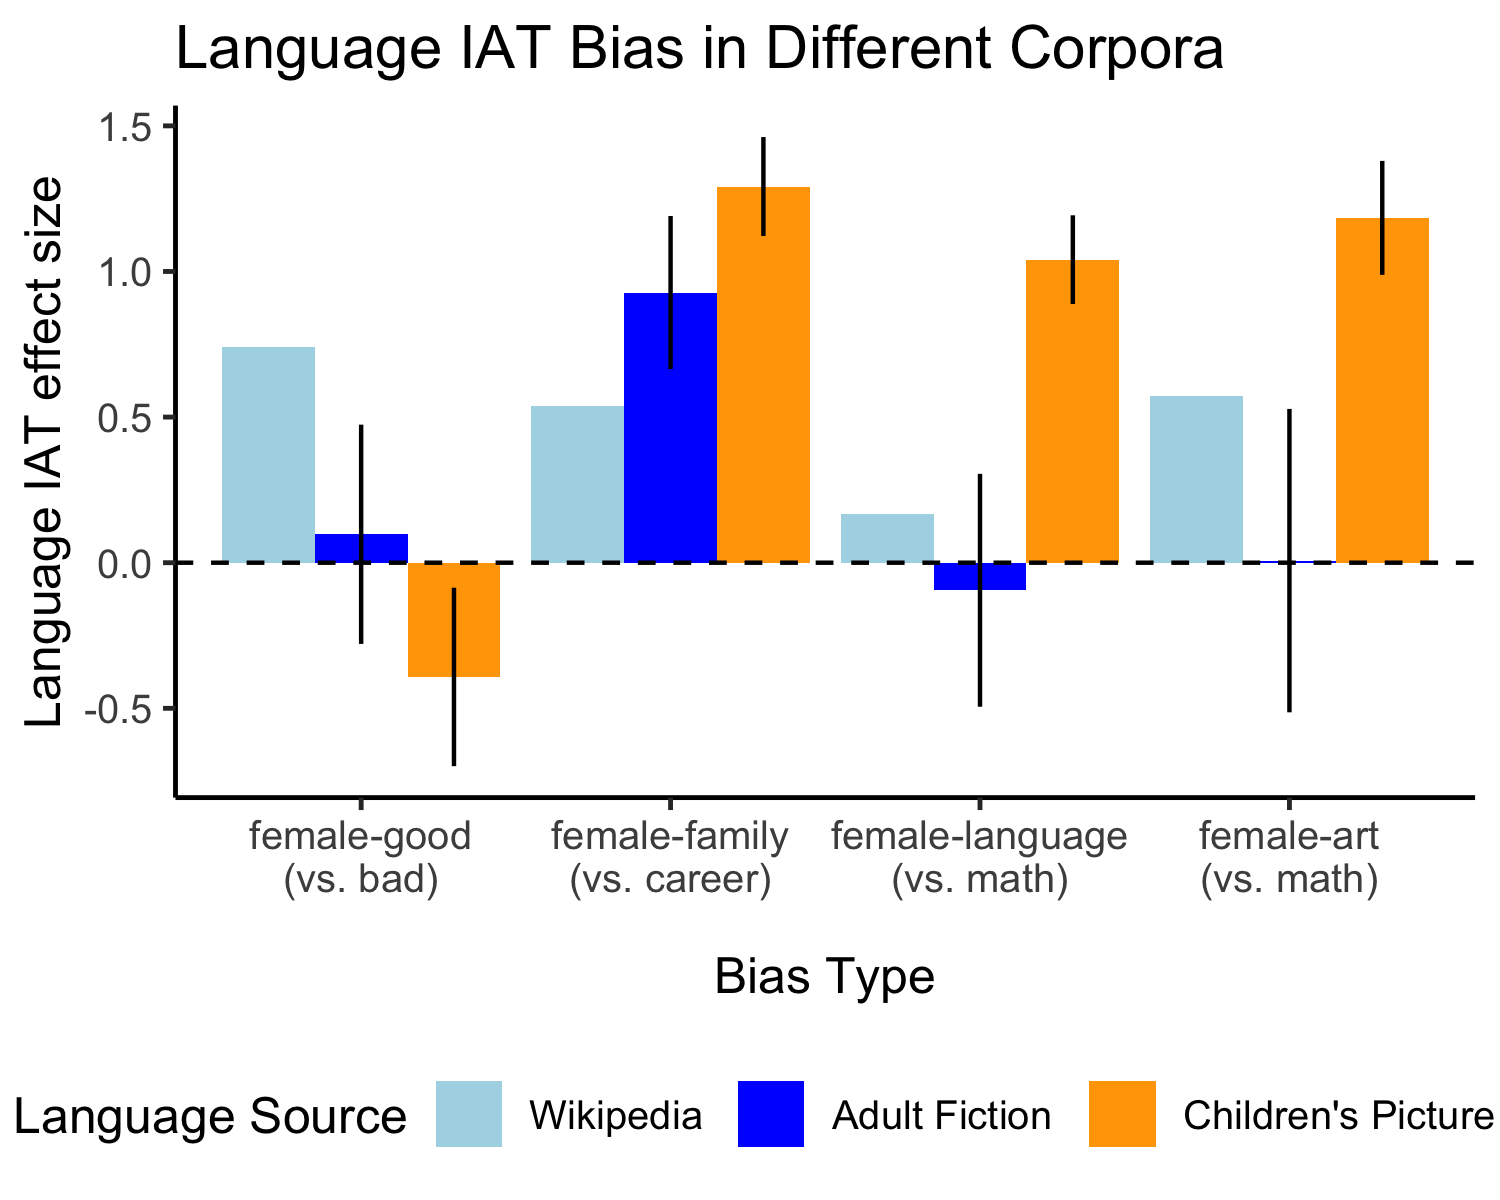 Language IAT Bias in Different Corpora
Language IAT effect size
1.5
1.0
0.5
0.0
-0.5
female-good
(vs. bad)
female-family
(vs. career)
female-language
(vs. math)
female-art
(vs. math)
Bias Type
Language Source
Wikipedia
Adult Fiction
Children's Picture